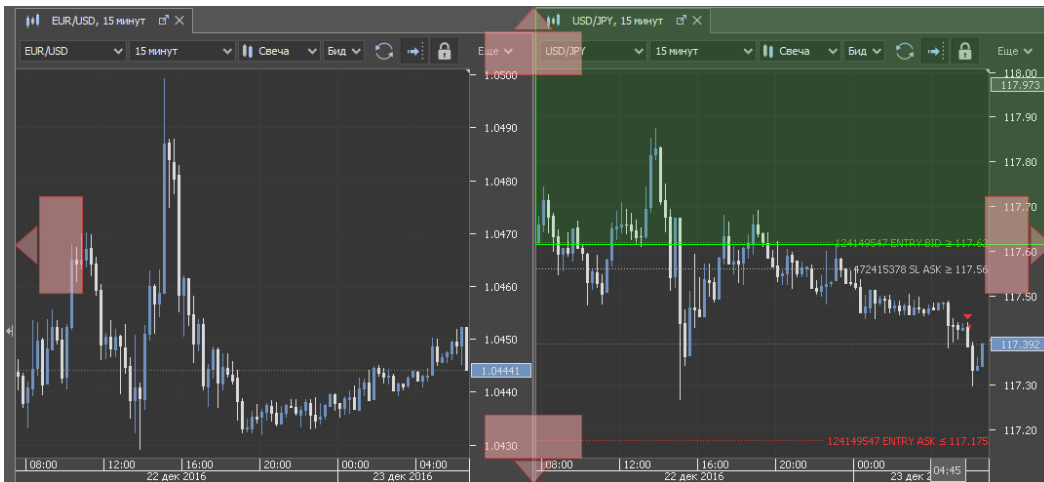 EUR/USD, 15 минут
USD/JPY, 15 минут
EUR/USD 15 минут Свеча Бид Еще
USD/JPY 15 минут Свеча Бид Еще
1.0500
1.0490
1.0480
1.0470
1.0460
1.0450
1.04441
1.0440
1.0430
08:00 12:00 16:00 20:00 00:00 04:00
22 дек 2016 23 дек 2016
118.00
117.973
117.90
117.80
117.70
124149547 ENTRY BID ≥ 117.62
117.60
472415378 SL ASK ≥ 117.56
117.50
117.392
117.30
124149547 ENTRY ASK ≤ 117.175
117.20
08:00 12:00 16:00 20:00 00:00 04:45
22 дек 2016 23 дек 2